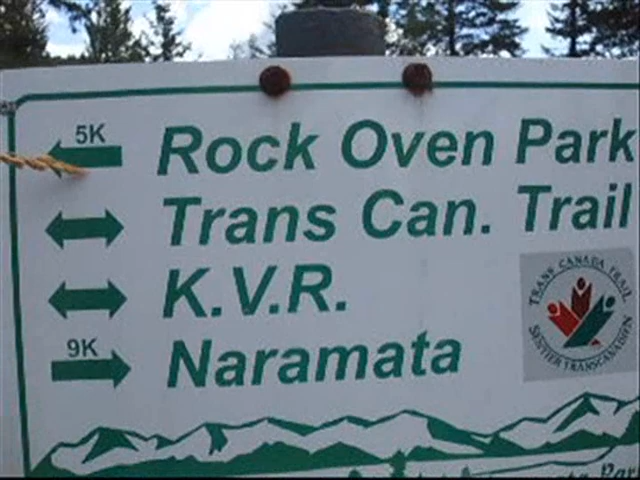 5K
Rock Oven Park
Trans Can. Trail
K.V.R.
9K
Naramata
TRANS CANADA TRAIL
SENTIER TRANSCANADIEN